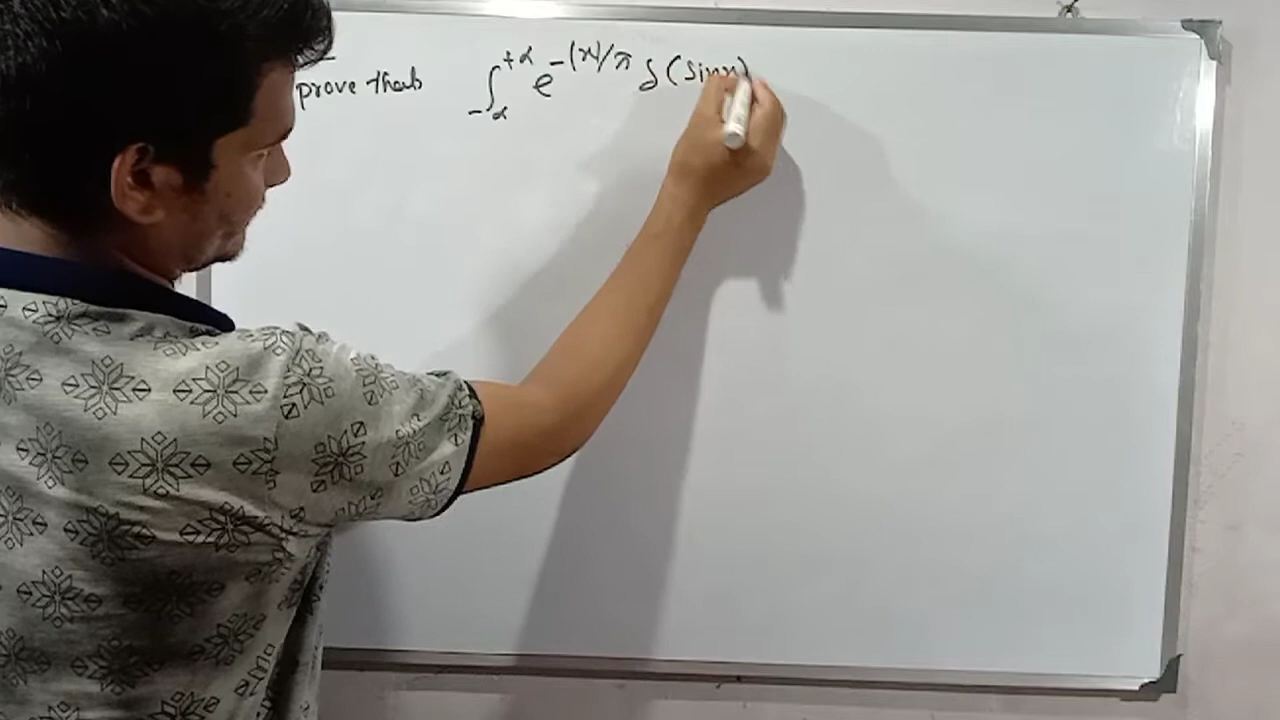 prove that ∫_{-∝}^{+∝} e^{-|x|/π} δ(sinx)